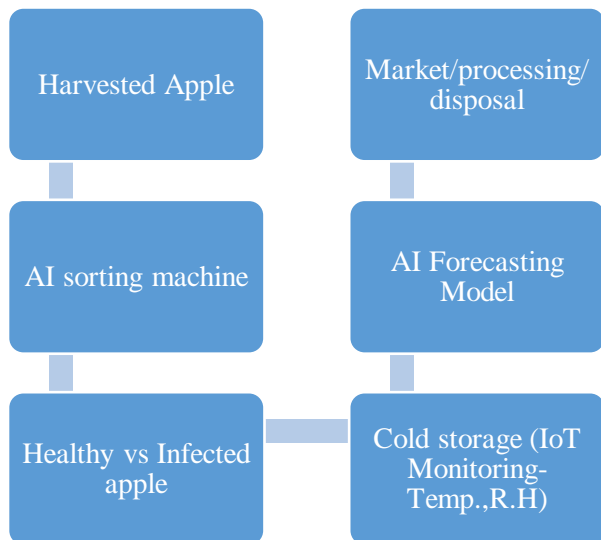 Harvested Apple
AI sorting machine
Healthy vs Infected
apple
Cold storage (IoT
Monitoring-
Temp.,R.H)
AI Forecasting
Model
Market/processing/
disposal